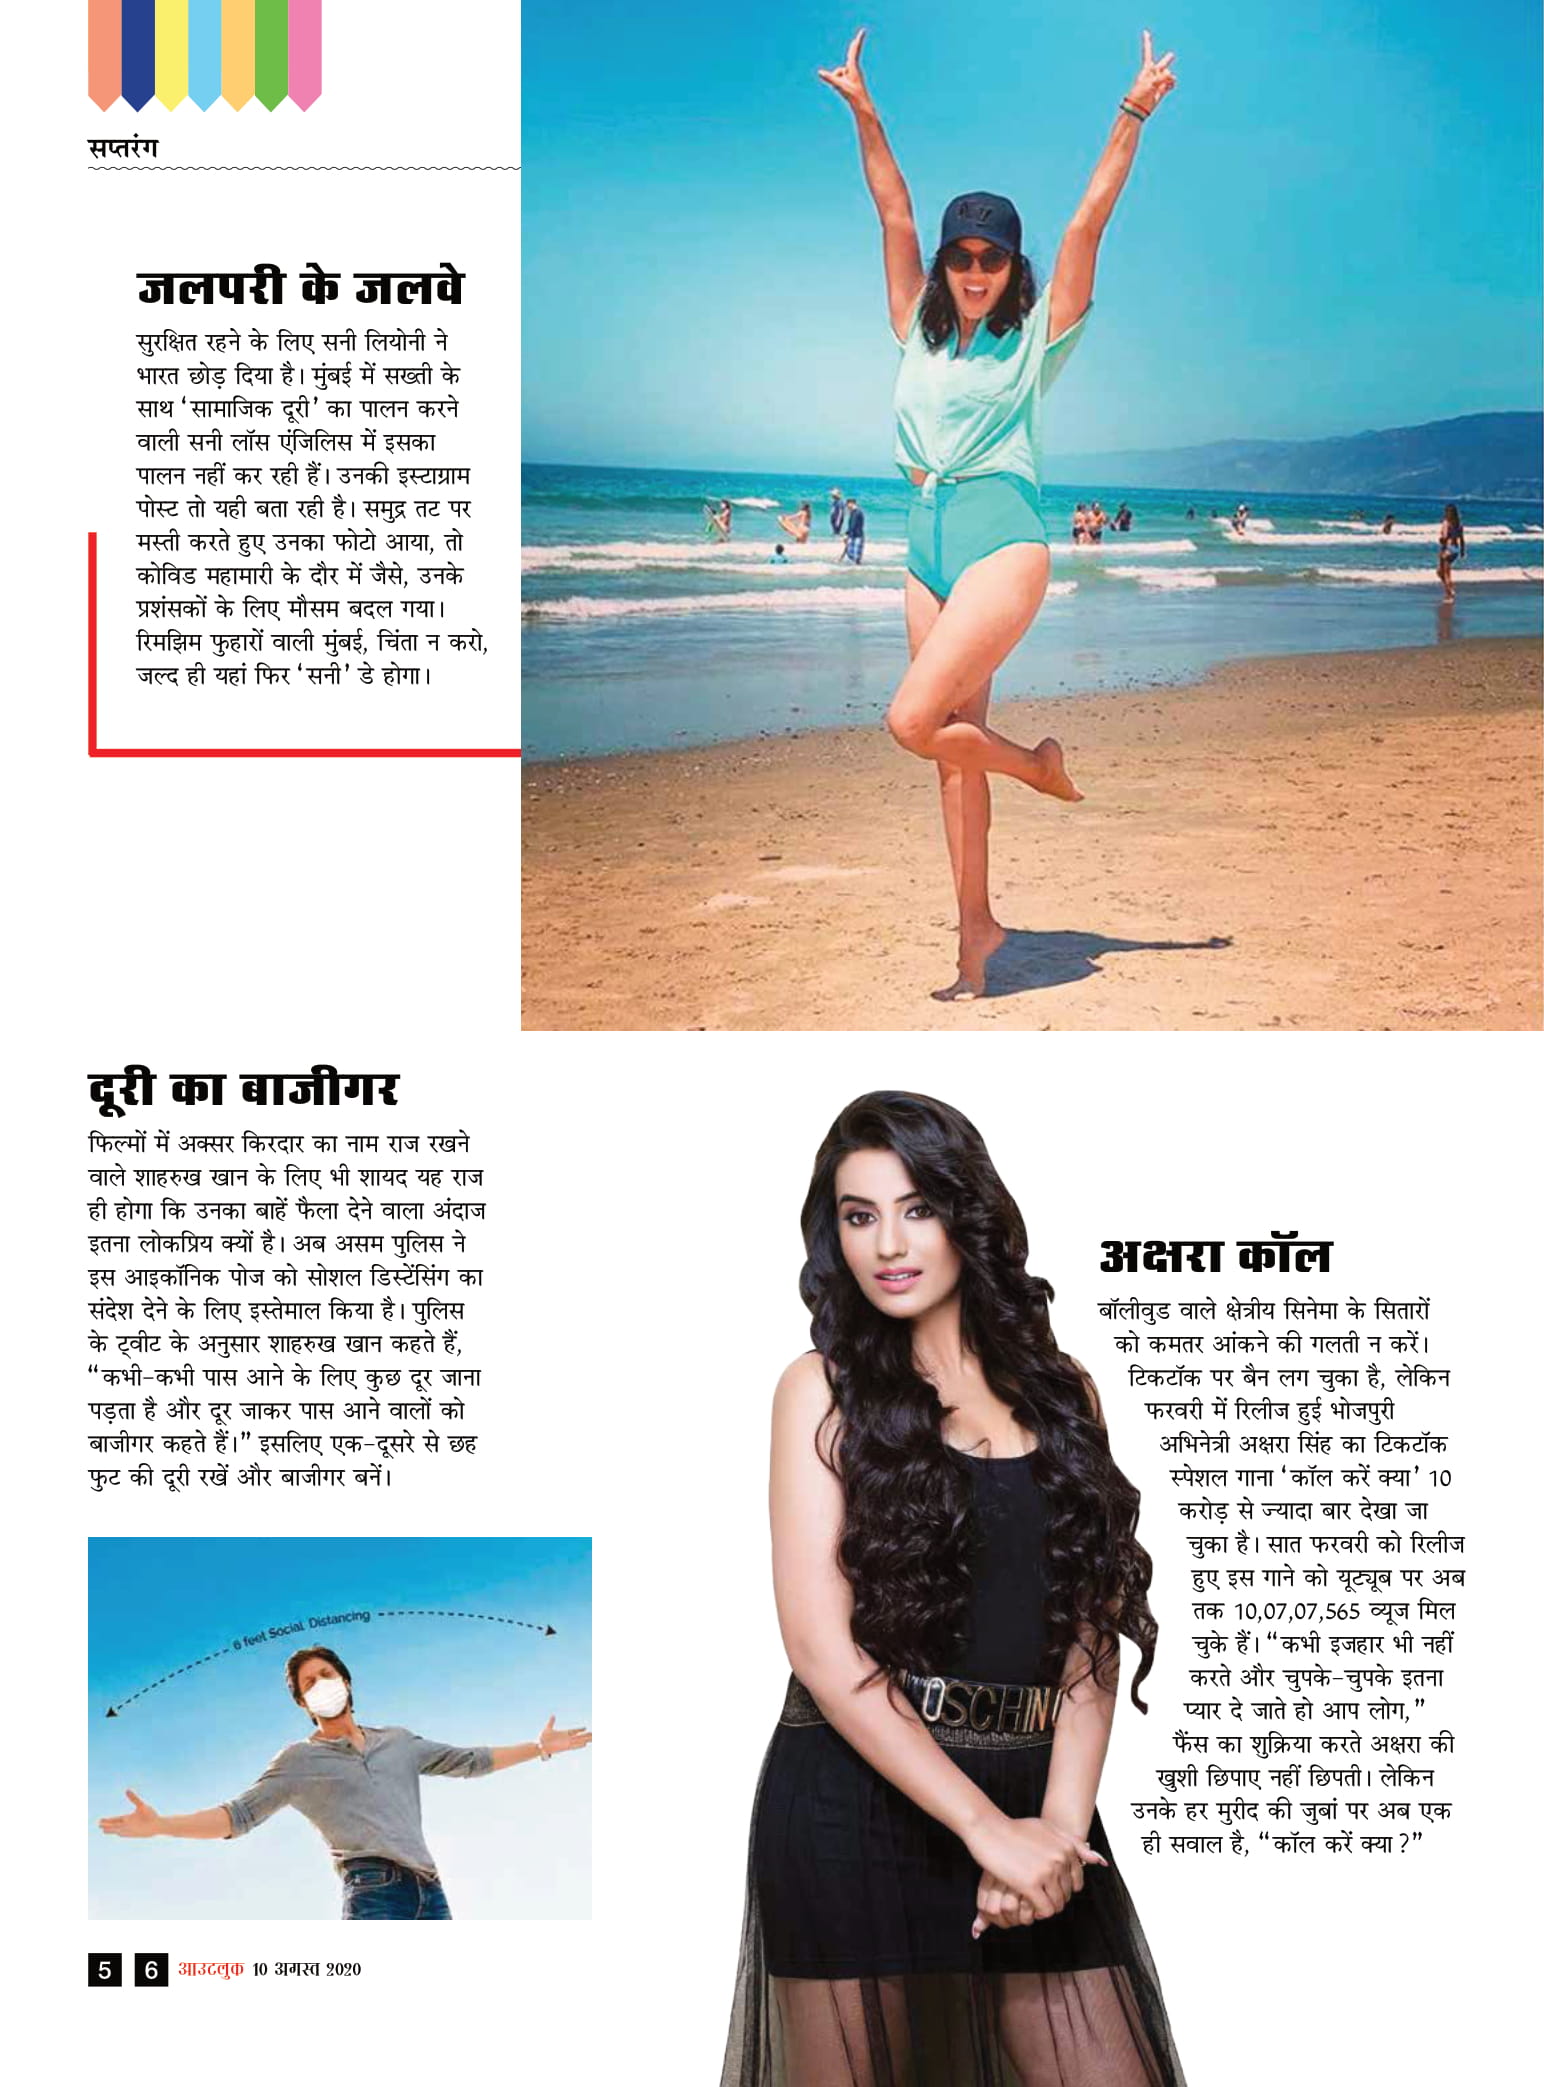 सप्तरंग
जलपरी के जलवे
सुरक्षित रहने के लिए सनी लियोनी ने
भारत छोड़ दिया है। मुंबई में सख्ती के
साथ ‘सामाजिक दूरी’ का पालन करने
वाली सनी लॉस एंजिलिस में इसका
पालन नहीं कर रही हैं। उनकी इस्टाग्राम
पोस्ट तो यही बता रही है। समुद्र तट पर
मस्ती करते हुए उनका फोटो आया, तो
कोविड महामारी के दौर में जैसे, उनके
प्रशंसकों के लिए मौसम बदल गया।
रिमझिम फुहारों वाली मुंबई, चिंता न करो,
जल्द ही यहां फिर ‘सनी’ डे होगा।
दूरी का बाजीगर
फिल्मों में अक्सर किरदार का नाम राज रखने
वाले शाहरुख खान के लिए भी शायद यह राज
ही होगा कि उनका बाहें फैला देने वाला अंदाज
इतना लोकप्रिय क्यों है। अब असम पुलिस ने
इस आइकॉनिक पोज को सोशल डिस्टेंसिंग का
संदेश देने के लिए इस्तेमाल किया है। पुलिस
के ट्वीट के अनुसार शाहरुख खान कहते हैं,
“कभी-कभी पास आने के लिए कुछ दूर जाना
पड़ता है और दूर जाकर पास आने वालों को
बाजीगर कहते हैं।” इसलिए एक-दूसरे से छह
फुट की दूरी रखें और बाजीगर बनें।
6 feet Social Distancing
अक्षरा कॉल
बॉलीवुड वाले क्षेत्रीय सिनेमा के सितारों
को कमतर आंकने की गलती न करें।
टिकटॉक पर बैन लग चुका है, लेकिन
फरवरी में रिलीज हुई भोजपुरी
अभिनेत्री अक्षरा सिंह का टिकटॉक
स्पेशल गाना ‘कॉल करें क्या’ 10
करोड़ से ज्यादा बार देखा जा
चुका है। सात फरवरी को रिलीज
हुए इस गाने को यूट्यूब पर अब
तक 10,07,07,565 व्यूज मिल
चुके हैं। “कभी इजहार भी नहीं
करते और चुपके-चुपके इतना
प्यार दे जाते हो आप लोग,”
फैंस का शुक्रिया करते अक्षरा की
खुशी छिपाए नहीं छिपती। लेकिन
उनके हर मुरीद की जुबां पर अब एक
ही सवाल है, “कॉल करें क्या?”
OSCHIN
5 6 आउटलुक 10 अगस्त 2020